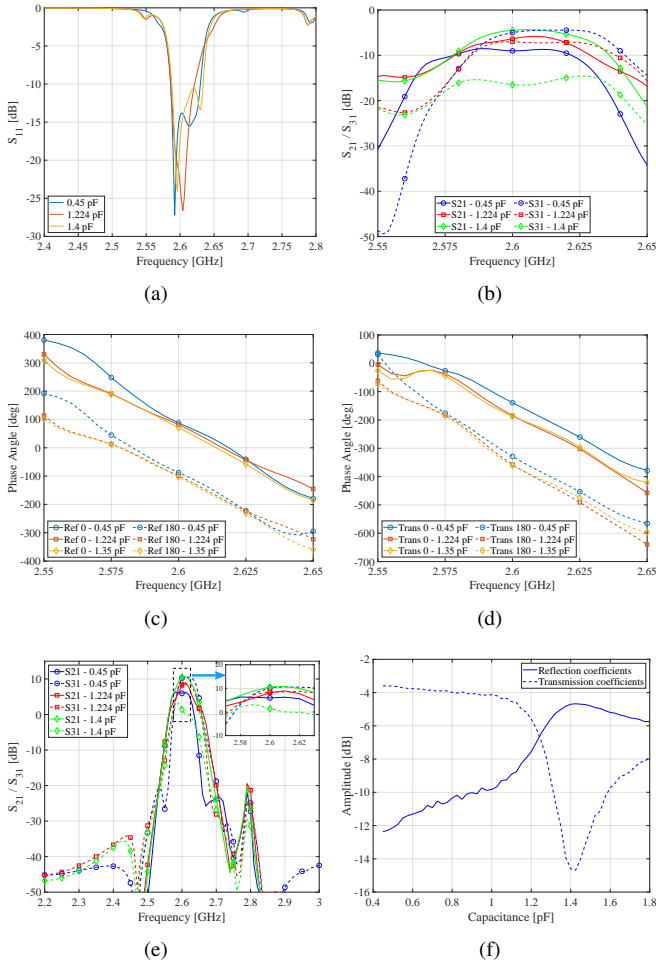 0
-5
-10
-15
-20
-25
-30
S11 [dB]
0.45 pF
1.224 pF
1.4 pF
2.4 2.45 2.5 2.55 2.6 2.65 2.7 2.75 2.8
Frequency [GHz]
(a)
0
-10
-20
-30
-40
-50
S21 / S31 [dB]
S21 - 0.45 pF S31 - 0.45 pF
S21 - 1.224 pF S31 - 1.224 pF
S21 - 1.4 pF S31 - 1.4 pF
2.55 2.6 2.65
Frequency [GHz]
(b)
400
300
200
100
0
-100
-200
-300
-400
Phase Angle [deg]
Ref 0 - 0.45 pF Ref 180 - 0.45 pF
Ref 0 - 1.224 pF Ref 180 - 1.224 pF
Ref 0 - 1.35 pF Ref 180 - 1.35 pF
2.55 2.575 2.6 2.625 2.65
Frequency [GHz]
(c)
100
0
-100
-200
-300
-400
-500
-600
-700
Phase Angle [deg]
Trans 0 - 0.45 pF Trans 180 - 0.45 pF
Trans 0 - 1.224 pF Trans 180 - 1.224 pF
Trans 0 - 1.35 pF Trans 180 - 1.35 pF
2.55 2.575 2.6 2.625 2.65
Frequency [GHz]
(d)
10
0
-10
-20
-30
-40
-50
S21 / S31 [dB]
S21 - 0.45 pF
S31 - 0.45 pF
S21 - 1.224 pF
S31 - 1.224 pF
S21 - 1.4 pF
S31 - 1.4 pF
20
10
0
-10
2.58 2.6 2.62
2.2 2.3 2.4 2.5 2.6 2.7 2.8 2.9 3
Frequency [GHz]
(e)
-2
-4
-6
-8
-10
-12
-14
-16
Amplitude [dB]
Reflection coefficients
Transmission coefficients
0.4 0.6 0.8 1 1.2 1.4 1.6 1.8
Capacitance [pF]
(f)